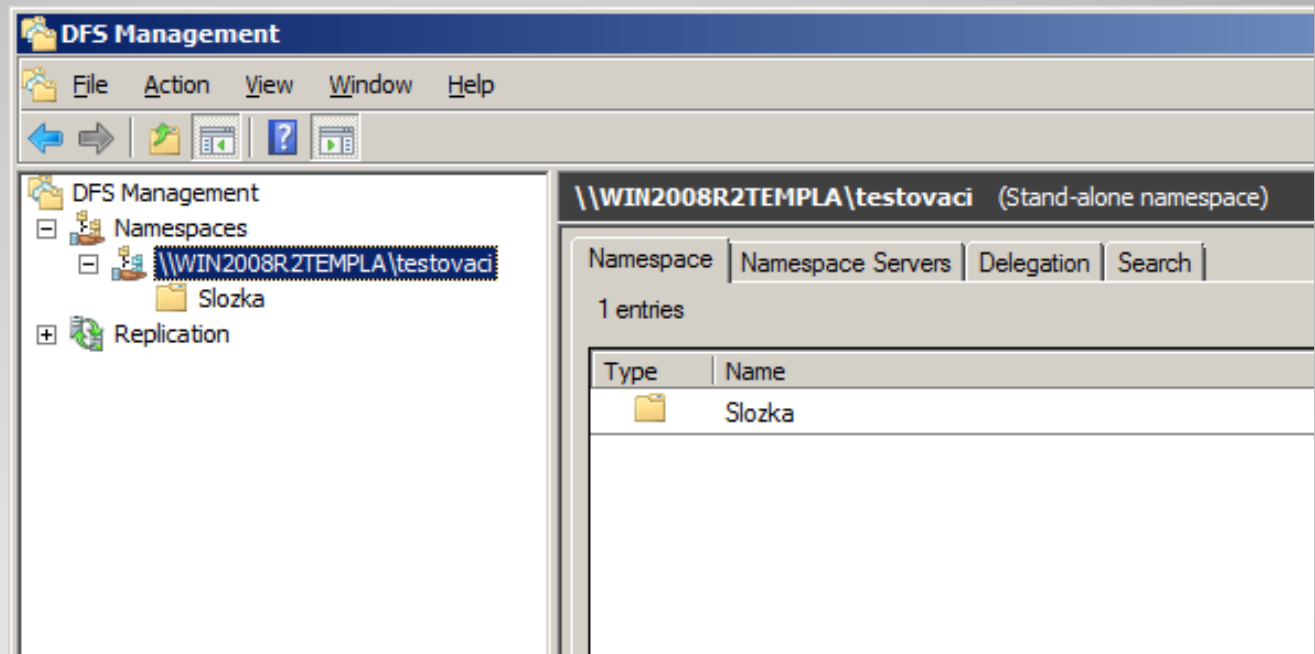 DFS Management
File Action View Window Help
DFS Management
Namespaces
\\WIN2008R2TEMPLA\testovaci
Slozka
Replication
\\WIN2008R2TEMPLA\testovaci (Stand-alone namespace)
Namespace Namespace Servers Delegation Search
1 entries
Type Name
Slozka